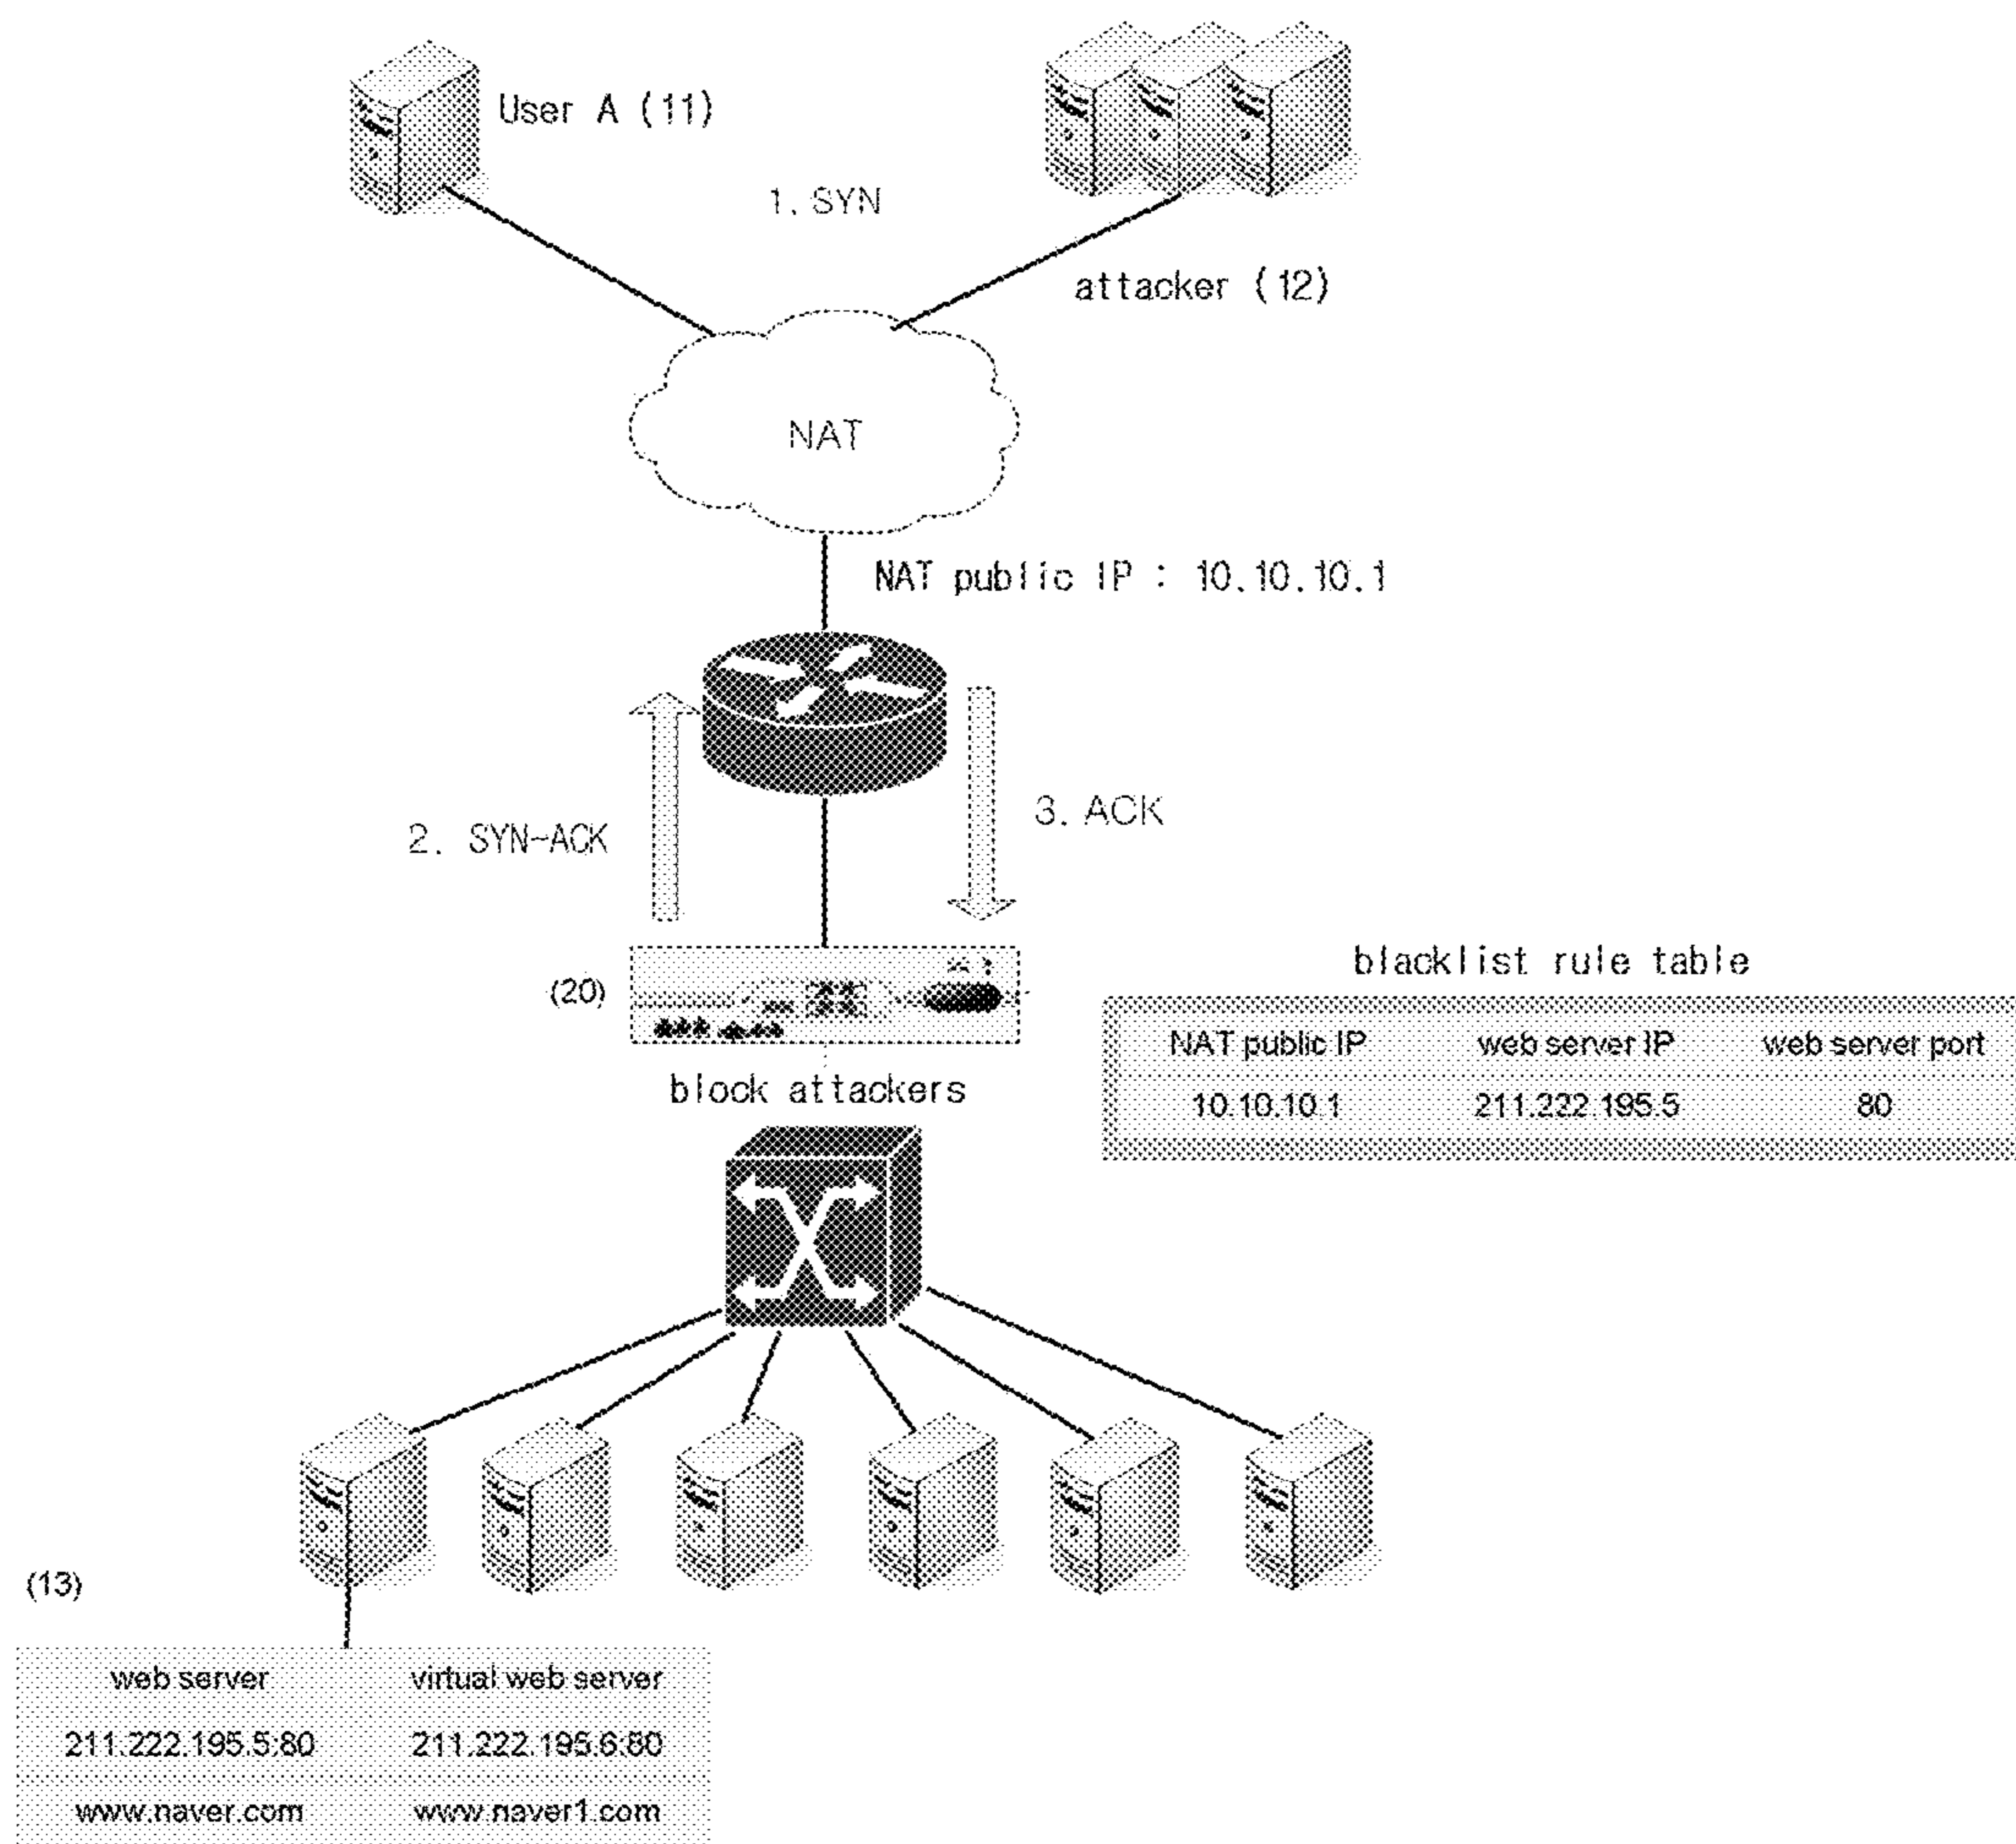 User A (11)
1. SYN
attacker (12)
NAT
NAT public IP : 10.10.10.1
2. SYN-ACK
3. ACK
(20)
block attackers
blacklist rule table
NAT public IP web server IP web server port
10.10.10.1 211.222.195.5 80
(13)
web server virtual web server
211.222.195.5:80 211.222.195.6:80
www.naver.com www.naver1.com